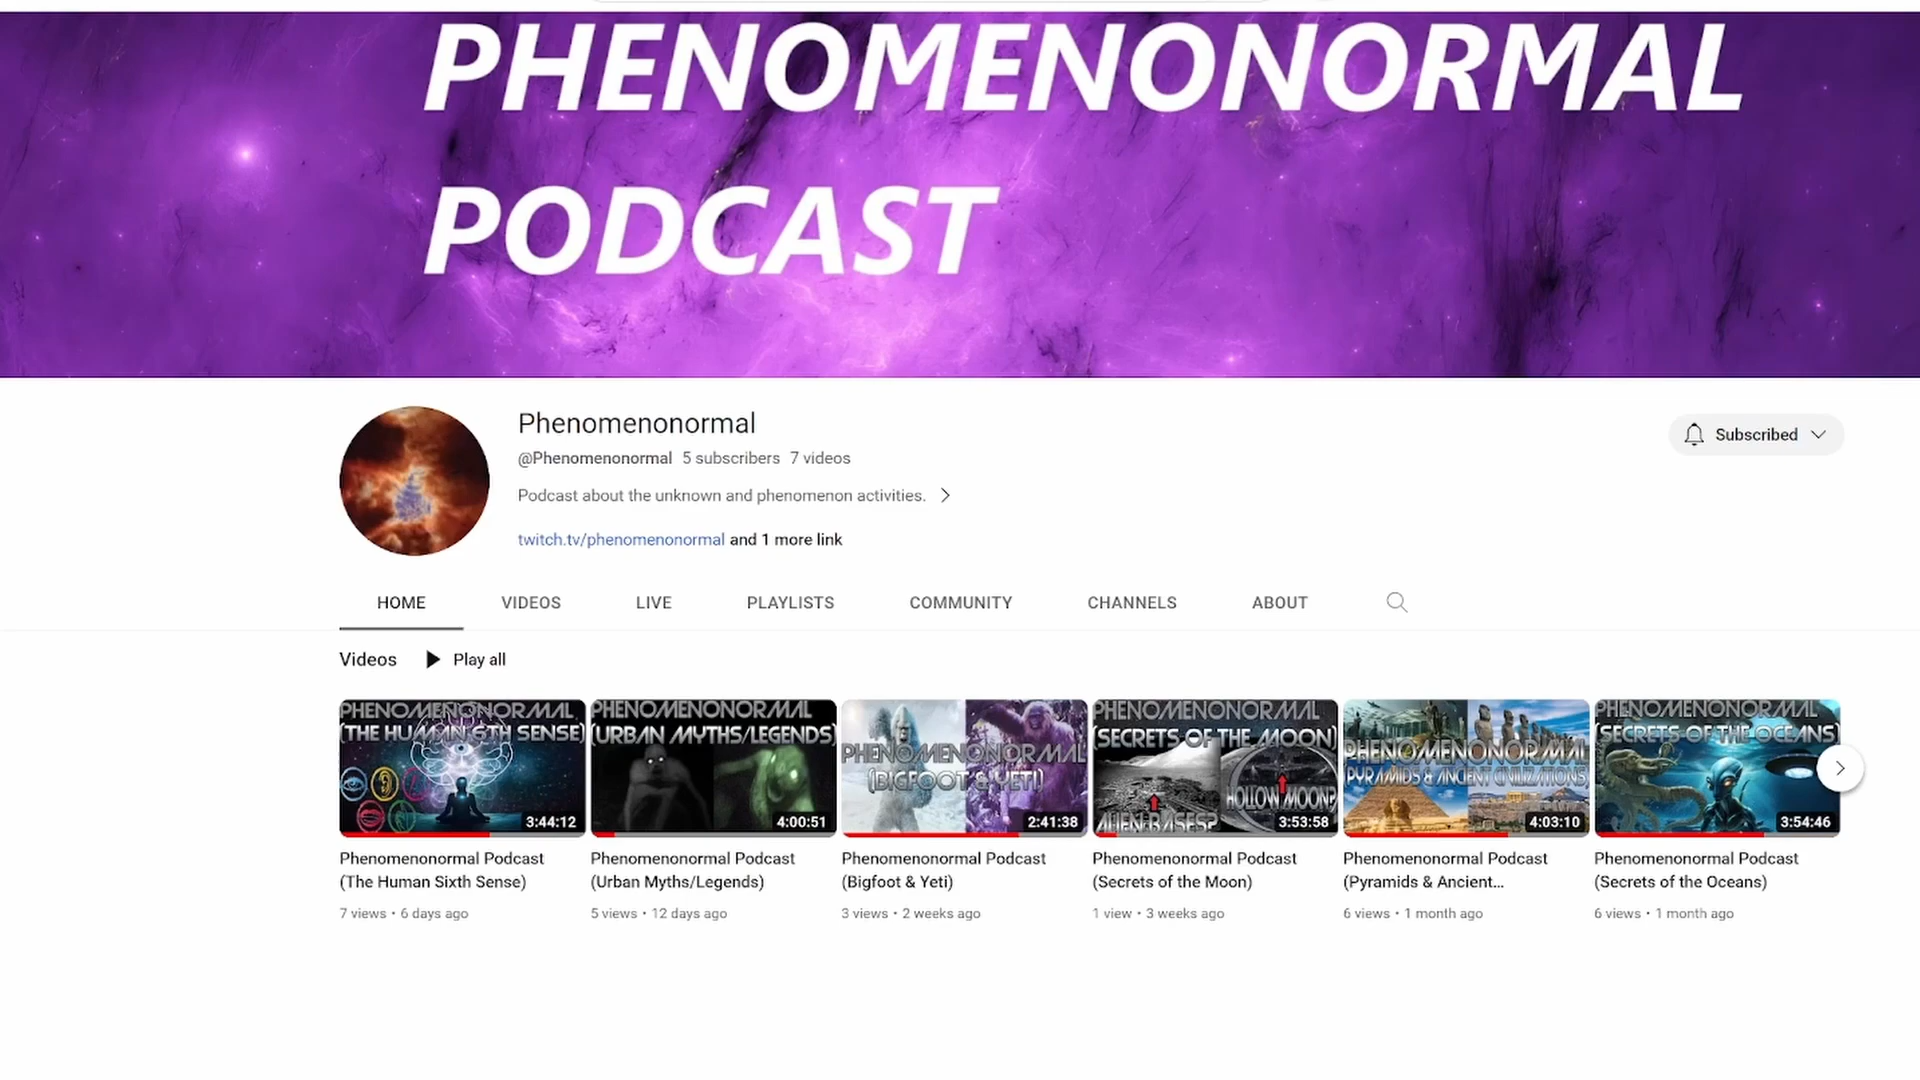 PHENOMENONORMAL
PODCAST
Phenomenonormal
@Phenomenonormal 5 subscribers 7 videos
Podcast about the unknown and phenomenon activities.
twitch.tv/phenomenonormal and 1 more link
Subscribed
HOME VIDEOS LIVE PLAYLISTS COMMUNITY CHANNELS ABOUT
Videos Play all
PHENOMENONORMAL
(THE HUMAN 6TH SENSE)
3:44:12
PHENOMENONORMAL
(URBAN MYTHS/LEGENDS)
4:00:51
PHENOMENONORMAL
(BIGFOOT & YETI)
2:41:38
PHENOMENONORMAL
(SECRETS OF THE MOON)
HOLLOW MOON?
ALIEN BASES?
3:53:58
PHENOMENONORMAL
(PYRAMIDS & ANCIENT CIVILIZATIONS)
4:03:10
PHENOMENONORMAL
(SECRETS OF THE OCEANS)
3:54:46
Phenomenonormal Podcast
(The Human Sixth Sense)
7 views • 6 days ago
Phenomenonormal Podcast
(Urban Myths/Legends)
5 views • 12 days ago
Phenomenonormal Podcast
(Bigfoot & Yeti)
3 views • 2 weeks ago
Phenomenonormal Podcast
(Secrets of the Moon)
1 view • 3 weeks ago
Phenomenonormal Podcast
(Pyramids & Ancient...
6 views • 1 month ago
Phenomenonormal Podcast
(Secrets of the Oceans)
6 views • 1 month ago